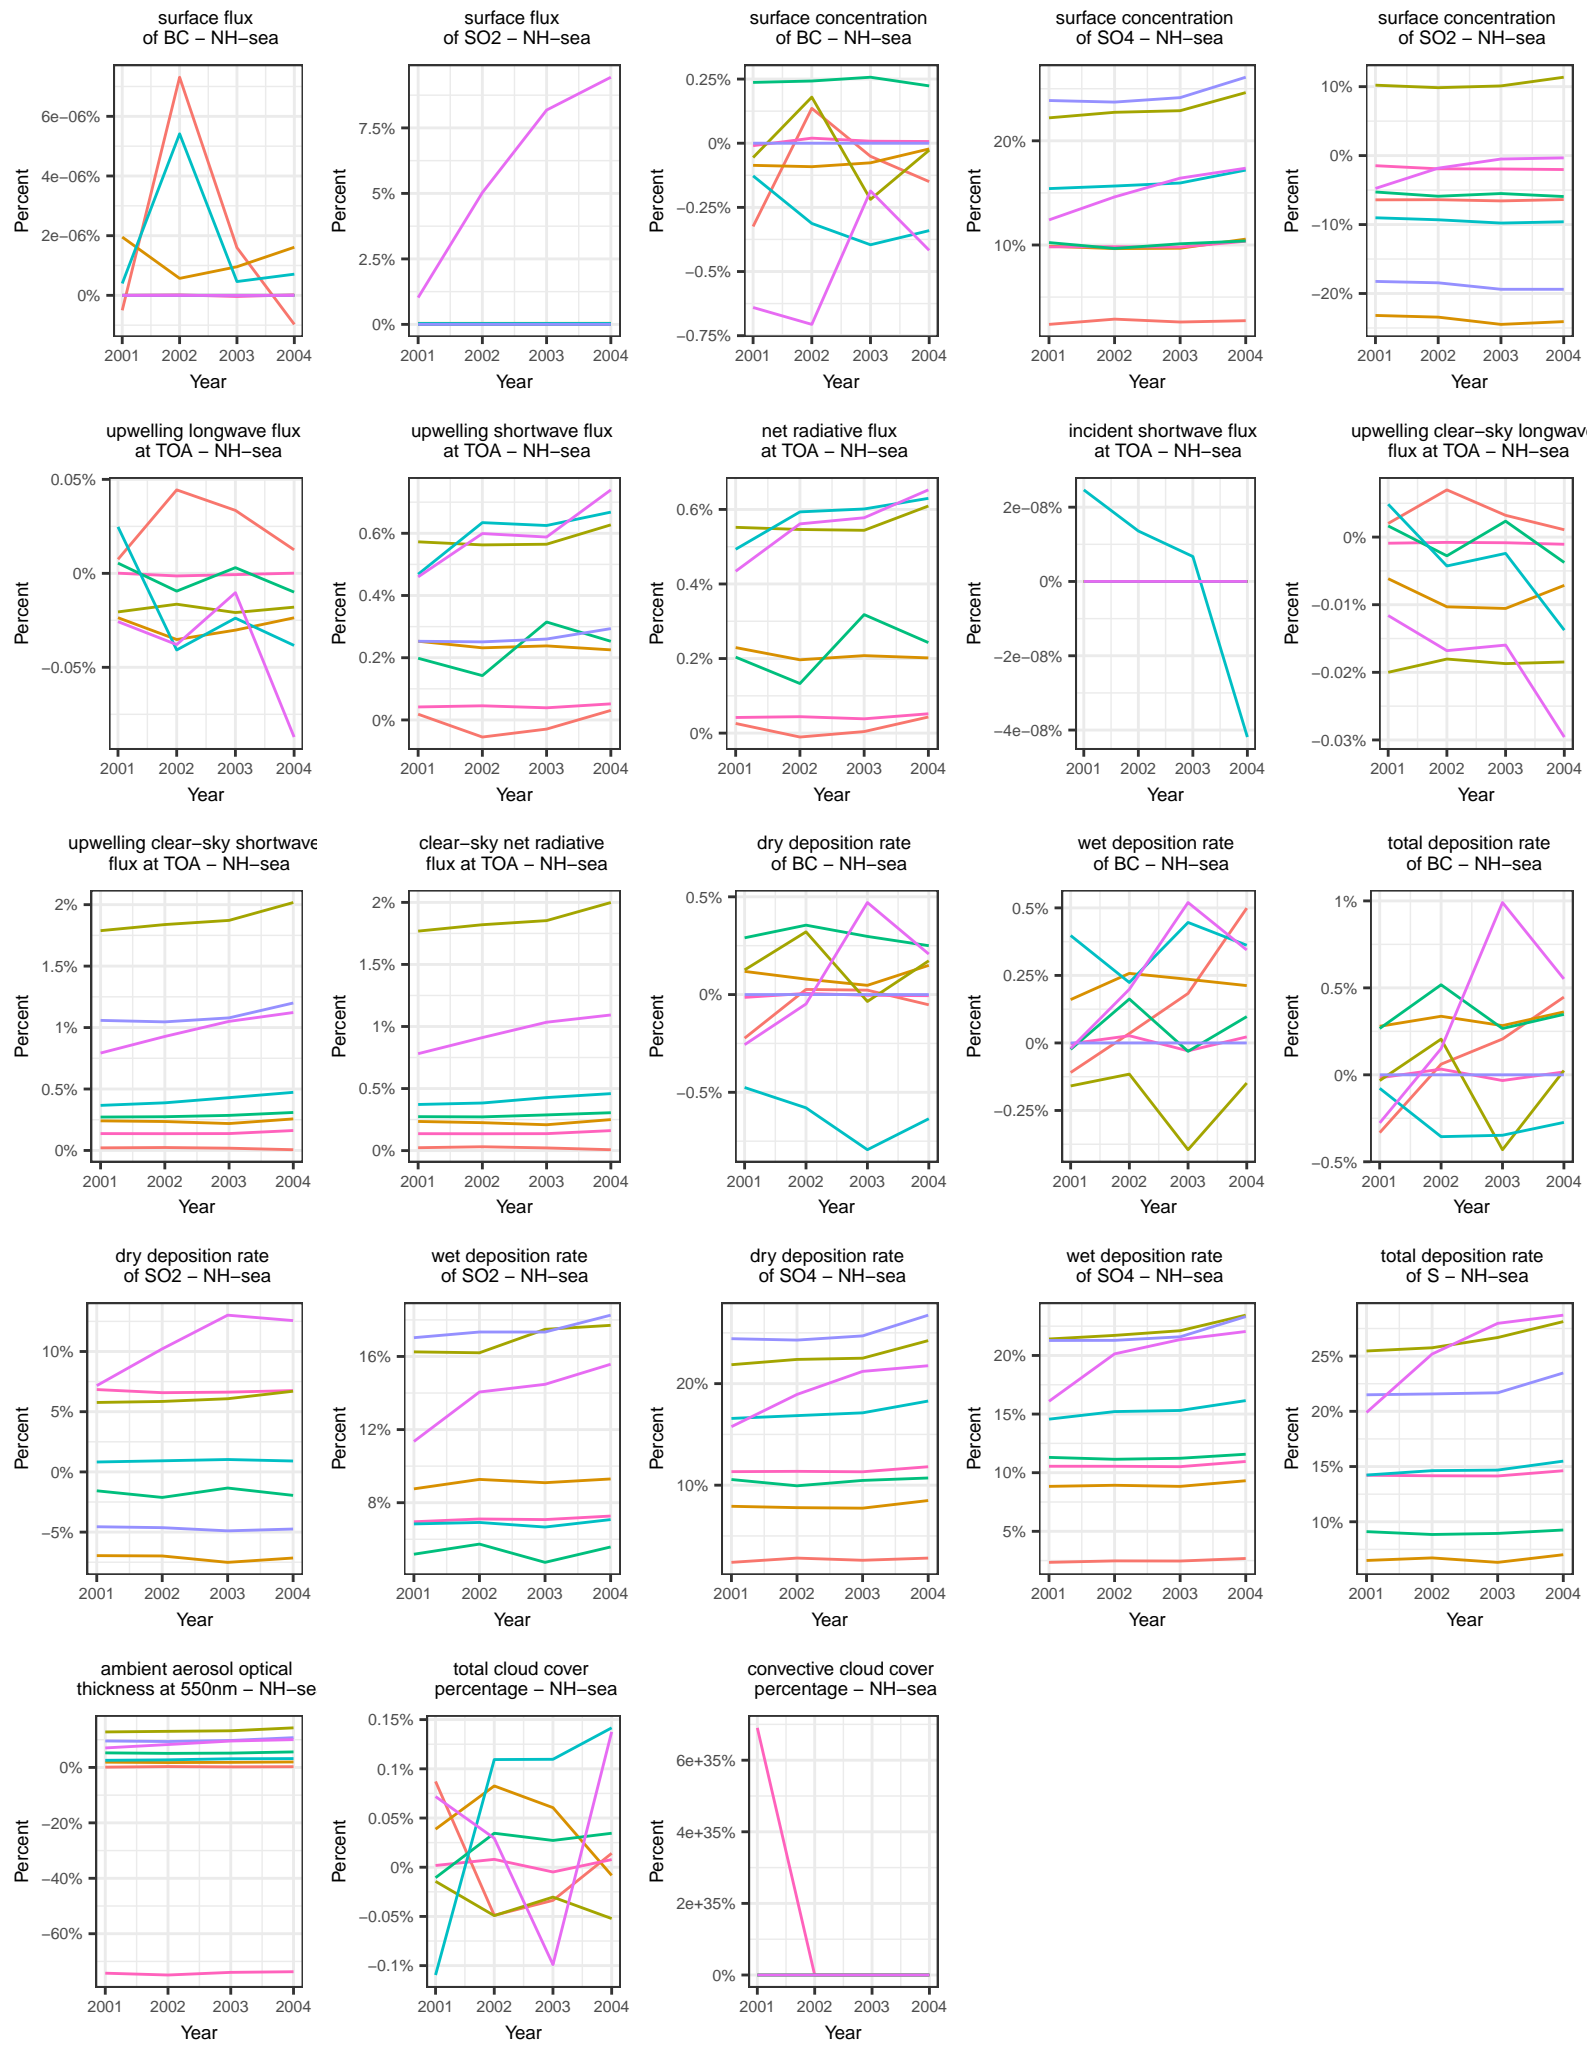 surface flux
of BC − NH−sea
surface flux
of SO2 − NH−sea
surface concentration
of BC − NH−sea
surface concentration
of SO4 − NH−sea
surface concentration
of SO2 − NH−sea
Percent
6e−06%
4e−06%
2e−06%
0%
2001 2002 2003 2004
Year
Percent
7.5%
5%
2.5%
0%
2001 2002 2003 2004
Year
Percent
0.25%
0%
−0.25%
−0.5%
−0.75%
2001 2002 2003 2004
Year
Percent
20%
10%
2001 2002 2003 2004
Year
Percent
10%
0%
−10%
−20%
2001 2002 2003 2004
Year
upwelling longwave flux
at TOA − NH−sea
upwelling shortwave flux
at TOA − NH−sea
net radiative flux
at TOA − NH−sea
incident shortwave flux
at TOA − NH−sea
upwelling clear−sky longwav
flux at TOA − NH−sea
Percent
0.05%
0%
−0.05%
2001 2002 2003 2004
Year
Percent
0.6%
0.4%
0.2%
0%
2001 2002 2003 2004
Year
Percent
0.6%
0.4%
0.2%
0%
2001 2002 2003 2004
Year
Percent
2e−08%
0%
−2e−08%
−4e−08%
2001 2002 2003 2004
Year
Percent
0%
−0.01%
−0.02%
−0.03%
2001 2002 2003 2004
Year
upwelling clear−sky shortwave
flux at TOA − NH−sea
clear−sky net radiative
flux at TOA − NH−sea
dry deposition rate
of BC − NH−sea
wet deposition rate
of BC − NH−sea
total deposition rate
of BC − NH−sea
Percent
2%
1.5%
1%
0.5%
0%
2001 2002 2003 2004
Year
Percent
2%
1.5%
1%
0.5%
0%
2001 2002 2003 2004
Year
Percent
0.5%
0%
−0.5%
2001 2002 2003 2004
Year
Percent
0.5%
0.25%
0%
−0.25%
2001 2002 2003 2004
Year
Percent
1%
0.5%
0%
−0.5%
2001 2002 2003 2004
Year
dry deposition rate
of SO2 − NH−sea
wet deposition rate
of SO2 − NH−sea
dry deposition rate
of SO4 − NH−sea
wet deposition rate
of SO4 − NH−sea
total deposition rate
of S − NH−sea
Percent
10%
5%
0%
−5%
2001 2002 2003 2004
Year
Percent
16%
12%
8%
2001 2002 2003 2004
Year
Percent
20%
10%
2001 2002 2003 2004
Year
Percent
20%
15%
10%
5%
2001 2002 2003 2004
Year
Percent
25%
20%
15%
10%
2001 2002 2003 2004
Year
ambient aerosol optical
thickness at 550nm − NH−se
total cloud cover
percentage − NH−sea
convective cloud cover
percentage − NH−sea
Percent
0%
−20%
−40%
−60%
2001 2002 2003 2004
Year
Percent
0.15%
0.1%
0.05%
0%
−0.05%
−0.1%
2001 2002 2003 2004
Year
Percent
6e+35%
4e+35%
2e+35%
0%
2001 2002 2003 2004
Year